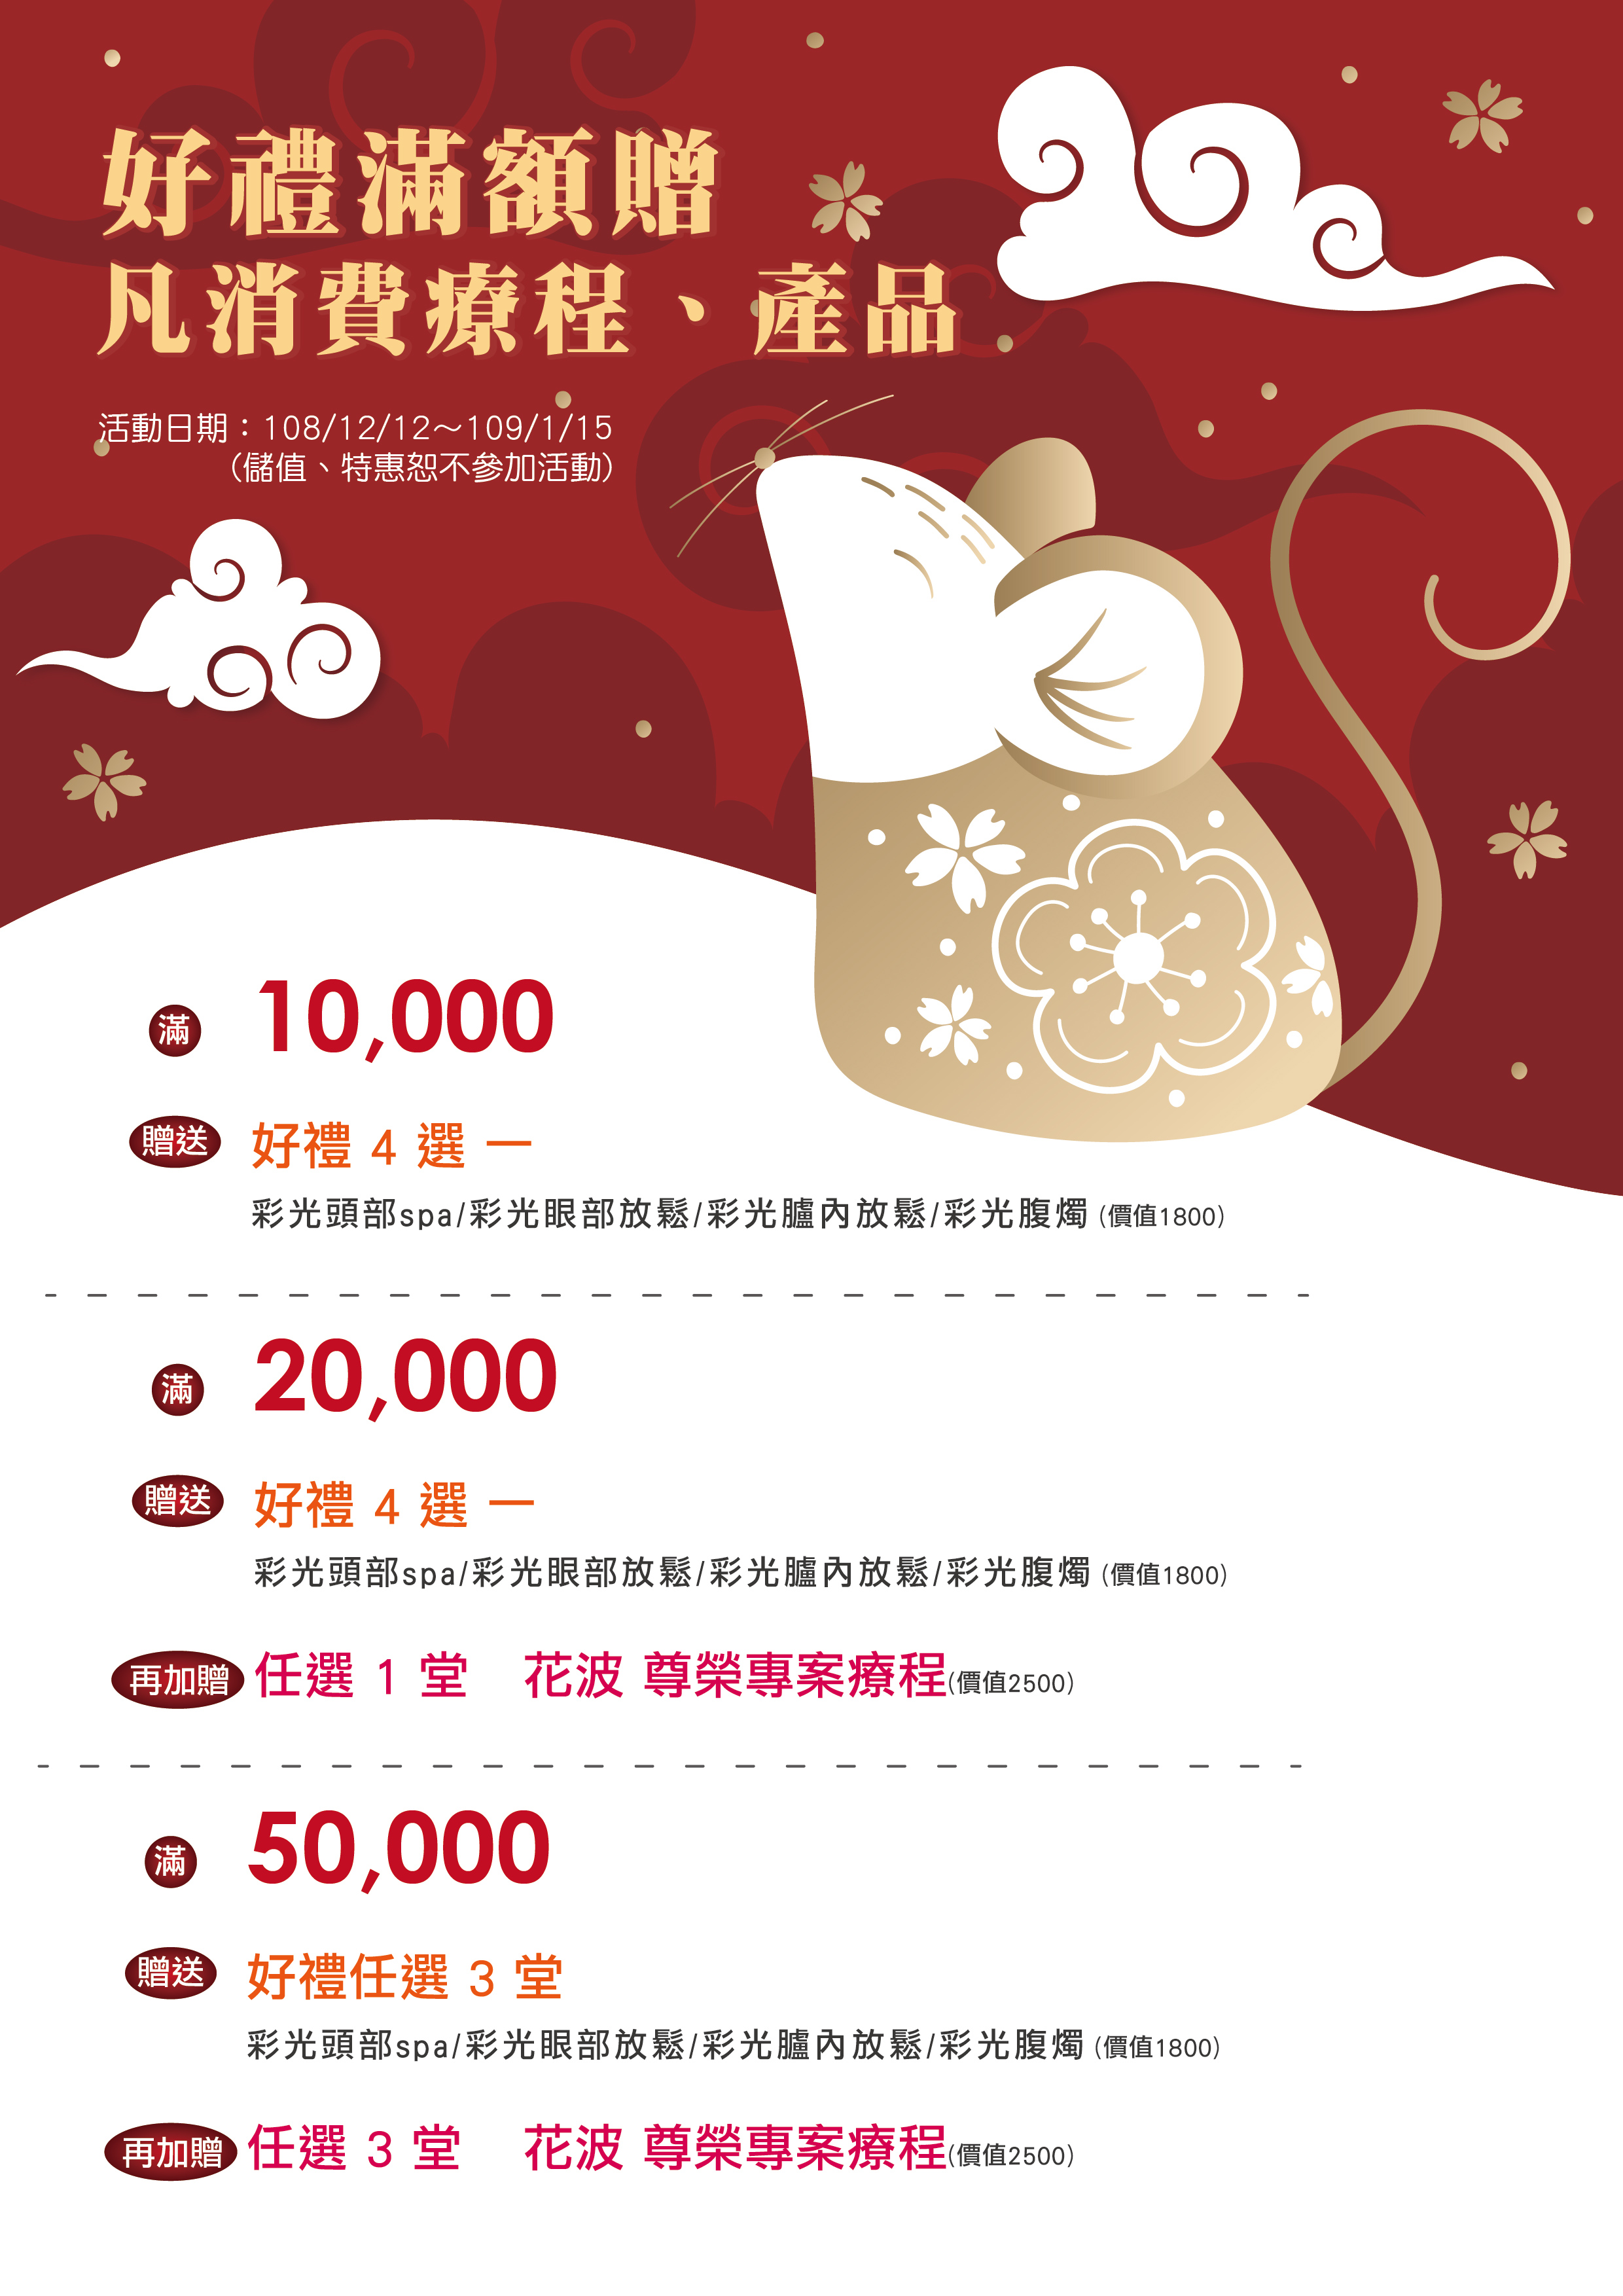 好禮滿額贈
凡消費療程、產品
活動日期：108/12/12～109/1/15
（儲值、特惠恕不參加活動）
滿 10,000
贈送 好禮 4 選 一
彩光頭部spa/彩光眼部放鬆/彩光臚內放鬆/彩光腹燭（價值1800）
滿 20,000
贈送 好禮 4 選 一
彩光頭部spa/彩光眼部放鬆/彩光臚內放鬆/彩光腹燭（價值1800）
再加贈 任選 1 堂 花波 尊榮專案療程（價值2500）
滿 50,000
贈送 好禮任選 3 堂
彩光頭部spa/彩光眼部放鬆/彩光臚內放鬆/彩光腹燭（價值1800）
再加贈 任選 3 堂 花波 尊榮專案療程（價值2500）